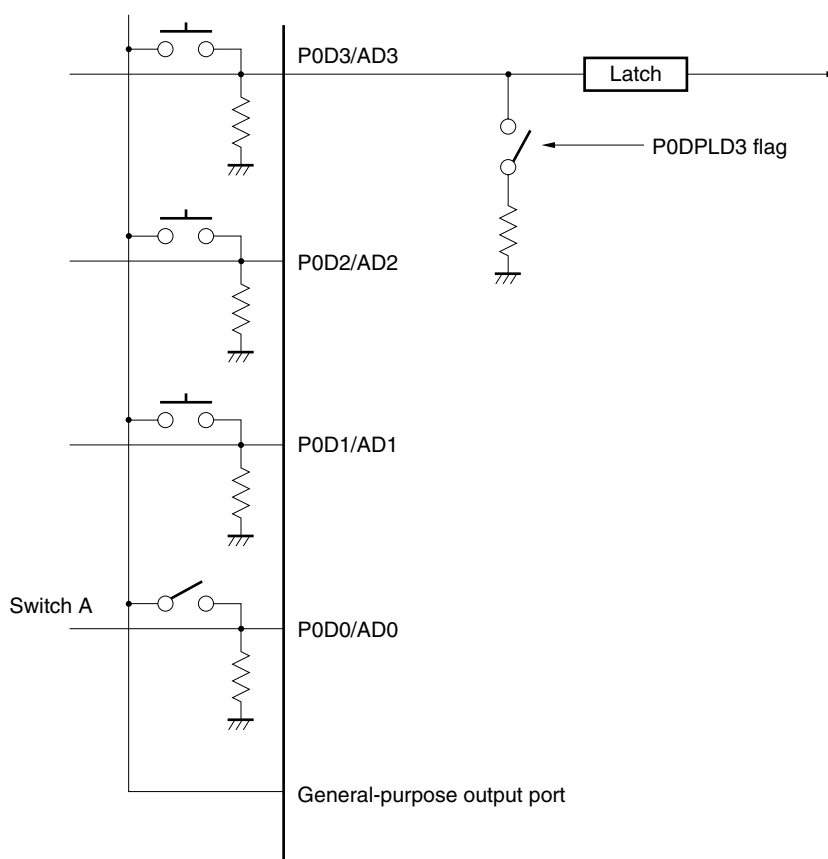 P0D3/AD3
Latch
P0DPLD3 flag
P0D2/AD2
P0D1/AD1
Switch A
P0D0/AD0
General-purpose output port